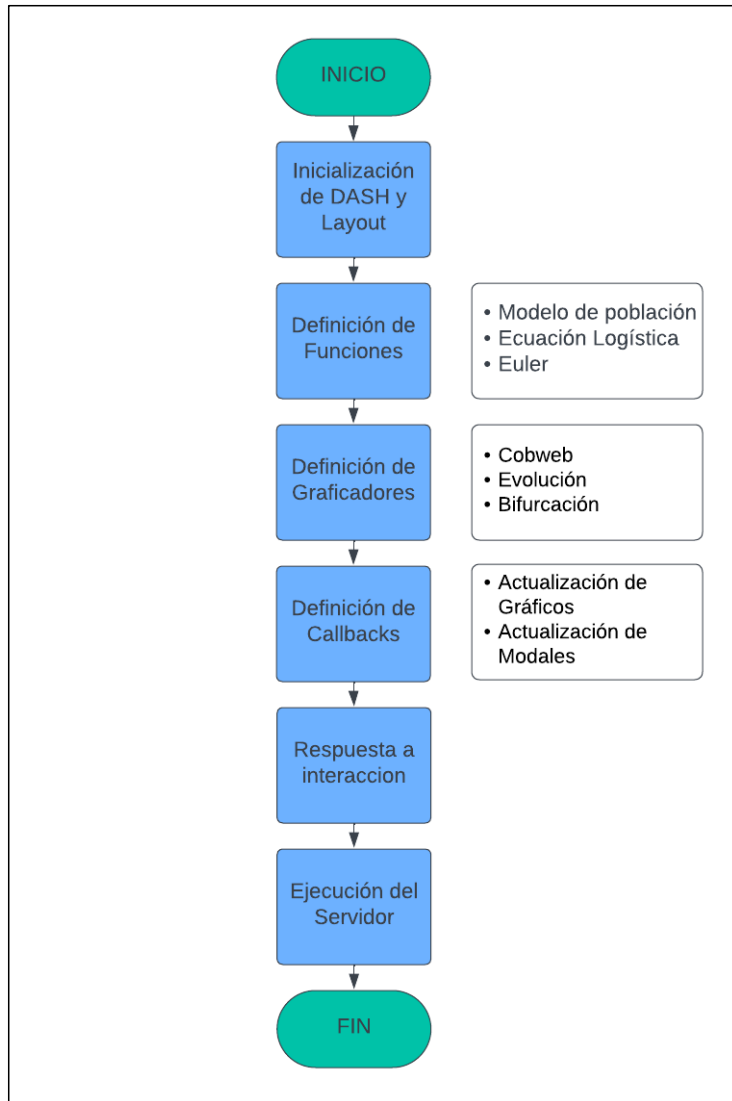 INICIO
Inicialización
de DASH y
Layout
Definición de
Funciones
• Modelo de población
• Ecuación Logística
• Euler
Definición de
Graficadores
• Cobweb
• Evolución
• Bifurcación
Definición de
Callbacks
• Actualización de
Gráficos
• Actualización de
Modales
Respuesta a
interaccion
Ejecución del
Servidor
FIN